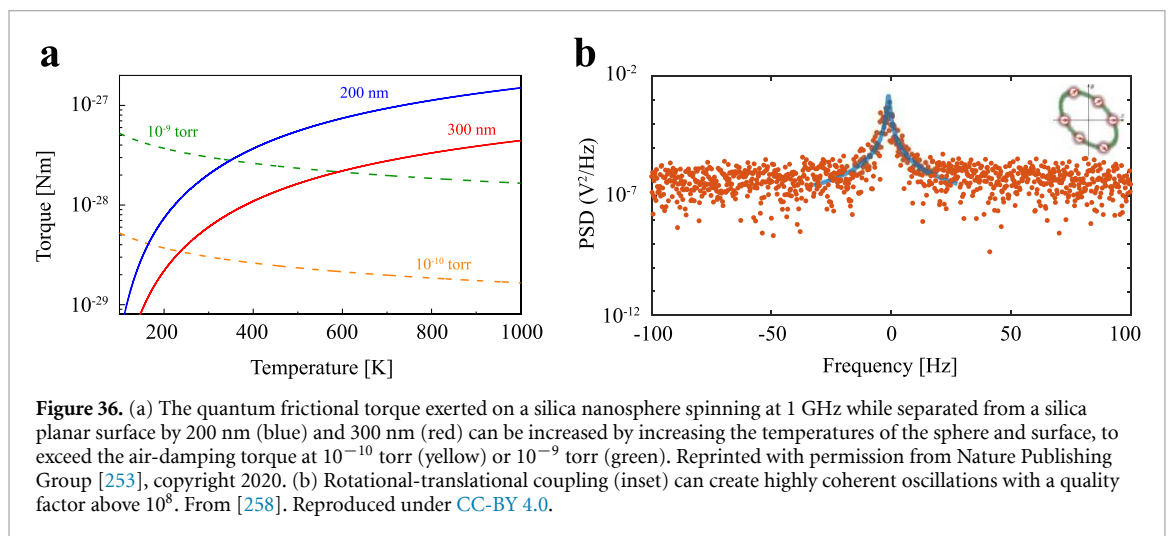 a
b
10-27
10-28
10-29
Torque [Nm]
200 nm
300 nm
10-9 torr
10-10 torr
200
400
600
800
1000
Temperature [K]
10-2
10-7
10-12
PSD (V2/Hz)
-100
-50
0
50
100
Frequency [Hz]
Figure 36. (a) The quantum frictional torque exerted on a silica nanosphere spinning at 1 GHz while separated from a silica
planar surface by 200 nm (blue) and 300 nm (red) can be increased by increasing the temperatures of the sphere and surface, to
exceed the air-damping torque at 10−10 torr (yellow) or 10−9 torr (green). Reprinted with permission from Nature Publishing
Group [253], copyright 2020. (b) Rotational-translational coupling (inset) can create highly coherent oscillations with a quality
factor above 108. From [258]. Reproduced under CC-BY 4.0.